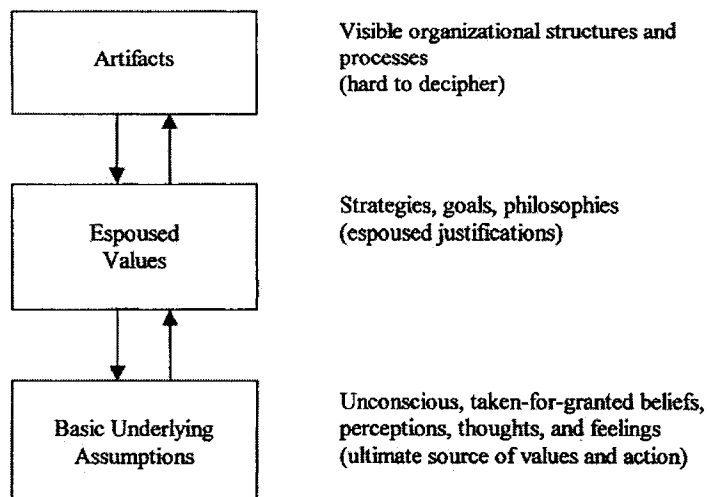 Artifacts
Visible organizational structures and
processes
(hard to decipher)
Espoused
Values
Strategies, goals, philosophies
(espoused justifications)
Basic Underlying
Assumptions
Unconscious, taken-for-granted beliefs,
perceptions, thoughts, and feelings
(ultimate source of values and action)